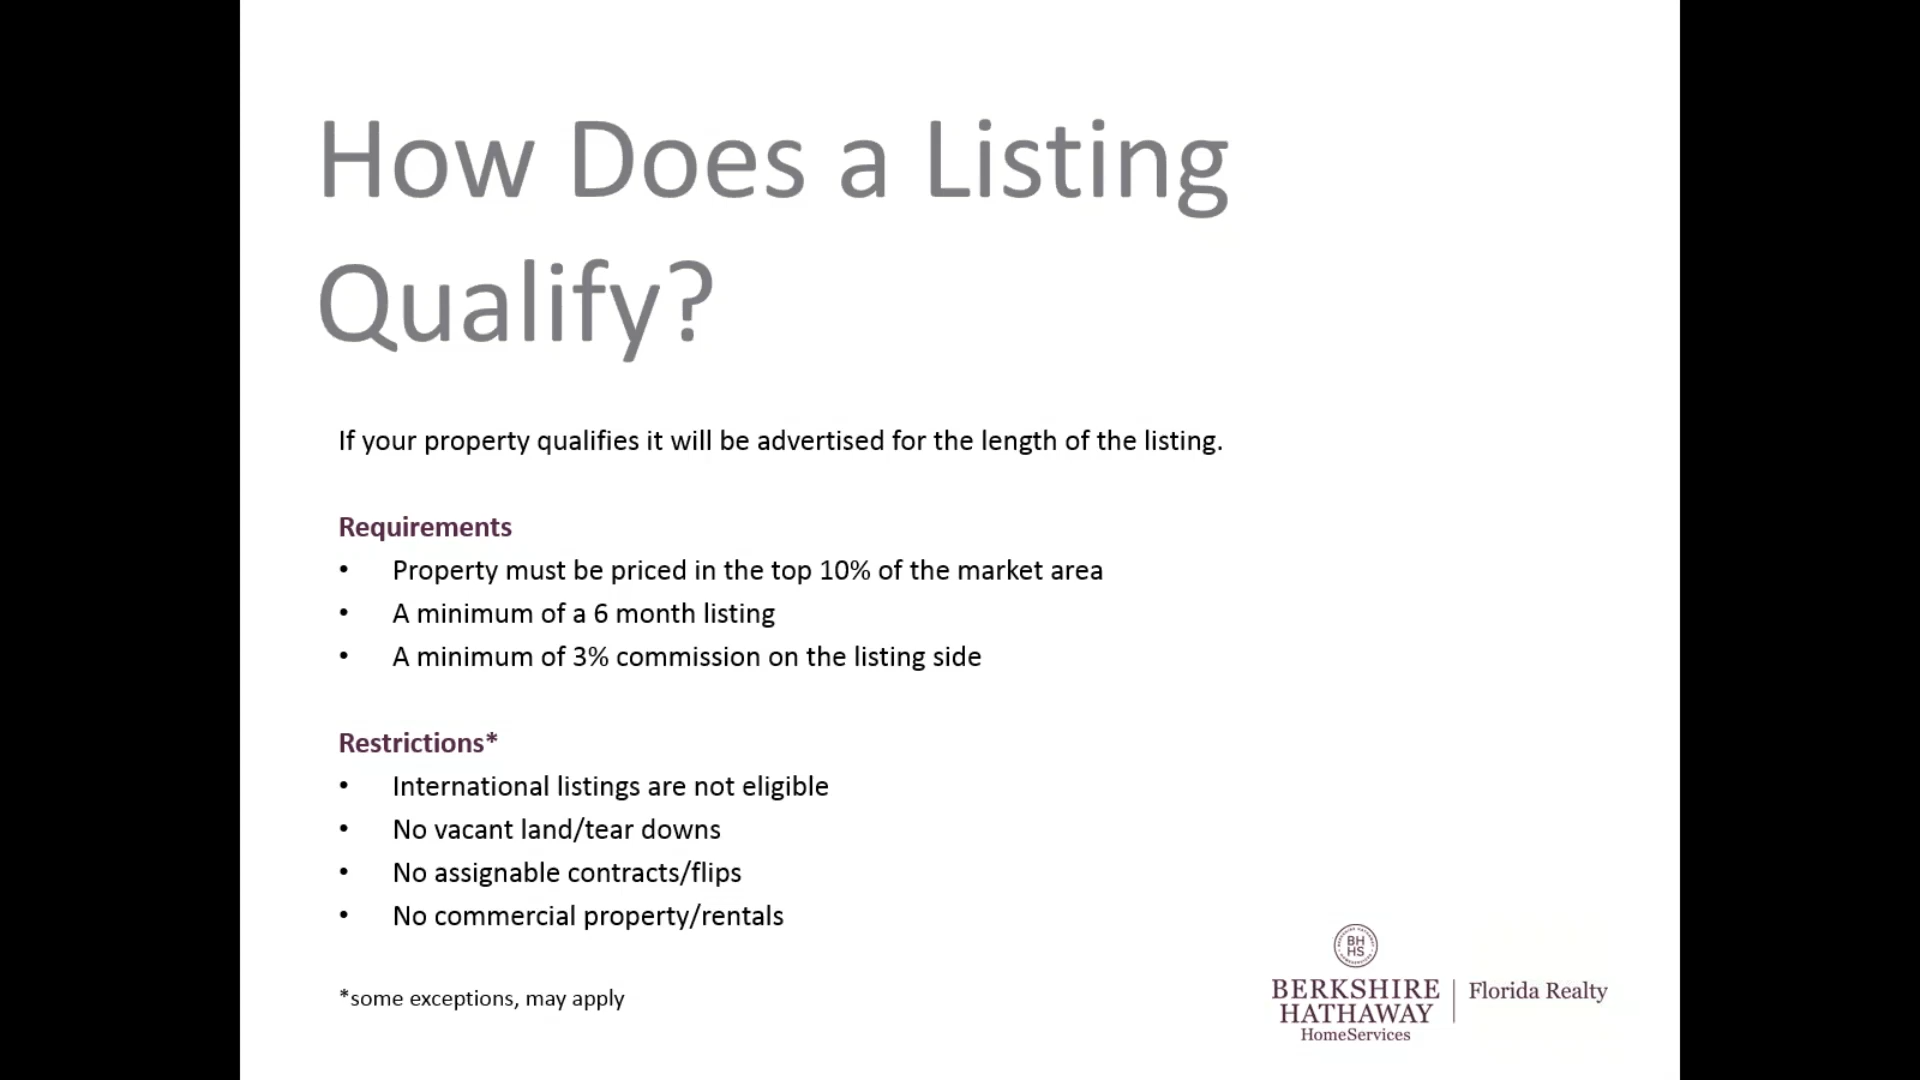 How Does a Listing
Qualify?
If your property qualifies it will be advertised for the length of the listing.
Requirements
• Property must be priced in the top 10% of the market area
• A minimum of a 6 month listing
• A minimum of 3% commission on the listing side
Restrictions*
• International listings are not eligible
• No vacant land/tear downs
• No assignable contracts/flips
• No commercial property/rentals
*some exceptions, may apply
BH
HS
BERKSHIRE
HATHAWAY
HomeServices
Florida Realty